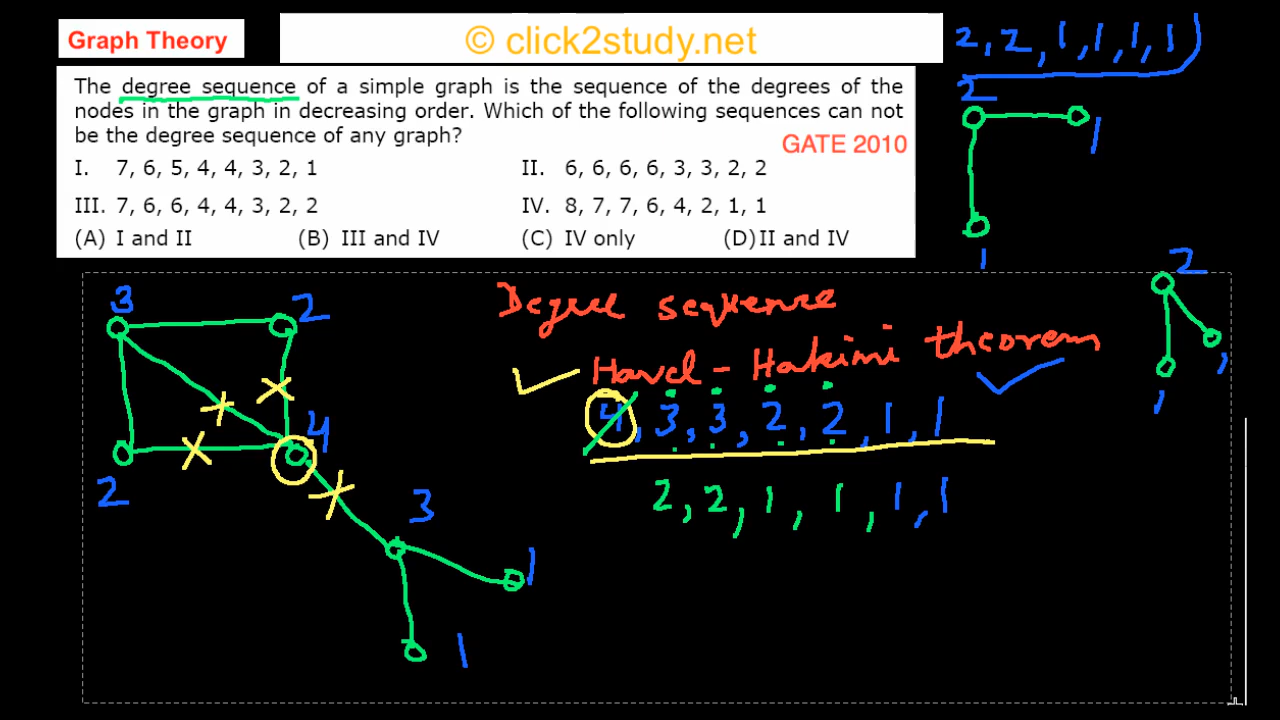 Graph Theory
© click2study.net
2, 2, 1, 1, 1, 1
The degree sequence of a simple graph is the sequence of the degrees of the
nodes in the graph in decreasing order. Which of the following sequences can not
be the degree sequence of any graph?
GATE 2010
I. 7, 6, 5, 4, 4, 3, 2, 1 II. 6, 6, 6, 6, 3, 3, 2, 2
III. 7, 6, 6, 4, 4, 3, 2, 2 IV. 8, 7, 7, 6, 4, 2, 1, 1
(A) I and II (B) III and IV (C) IV only (D) II and IV
2
1
1
2
1
1
3
2
4
2
3
1
1
Degree sequence
Havel - Hakimi theorem
4, 3, 3, 2, 2, 1, 1
2, 2, 1, 1, 1, 1